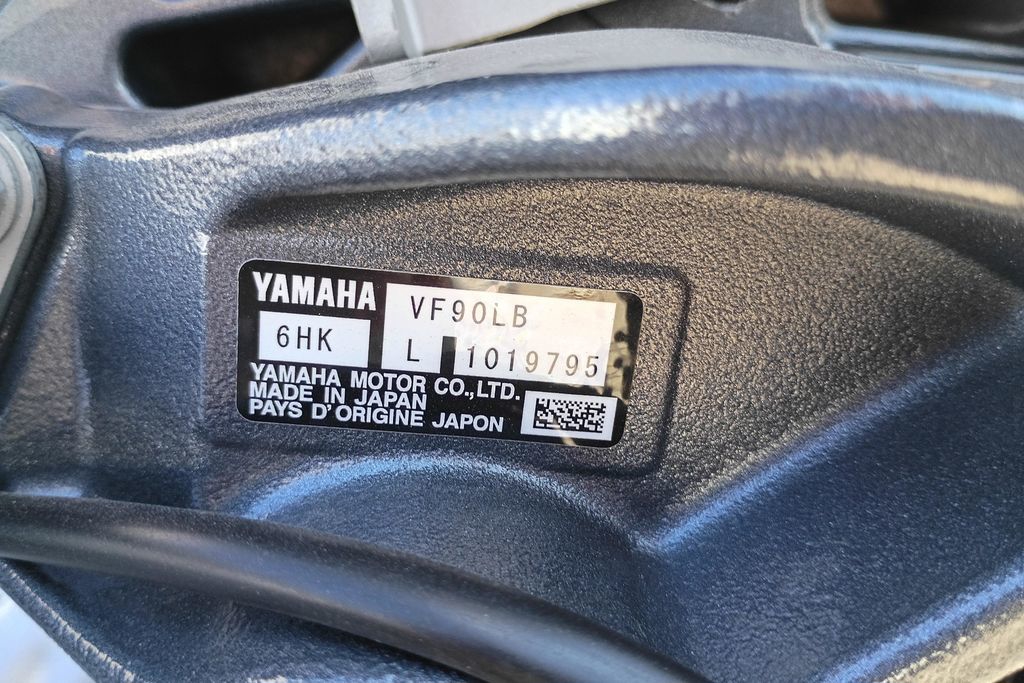 YAMAHA VF90LB
6HK L 1019795
YAMAHA MOTOR CO.,LTD.
MADE IN JAPAN
PAYS D'ORIGINE JAPON